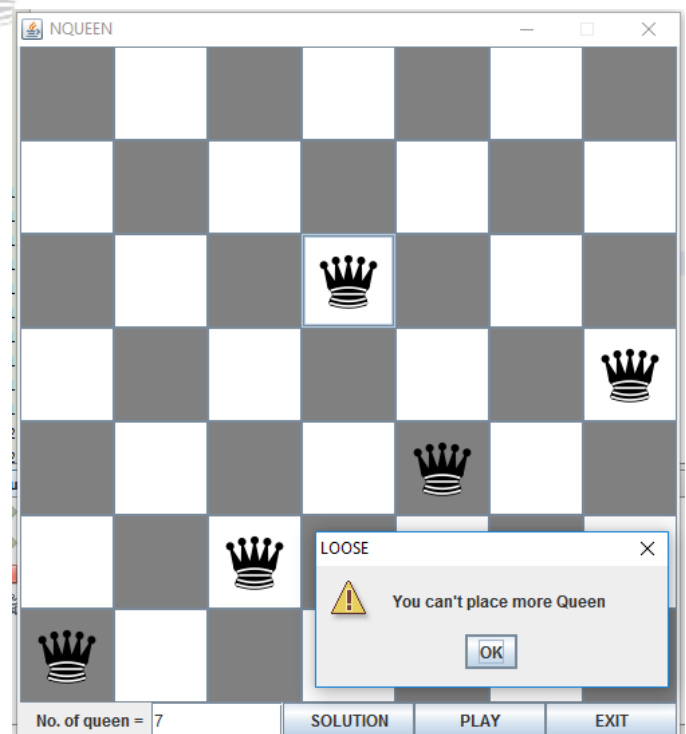 NQUEEN
LOOSE
You can't place more Queen
OK
No. of queen = 7
SOLUTION
PLAY
EXIT